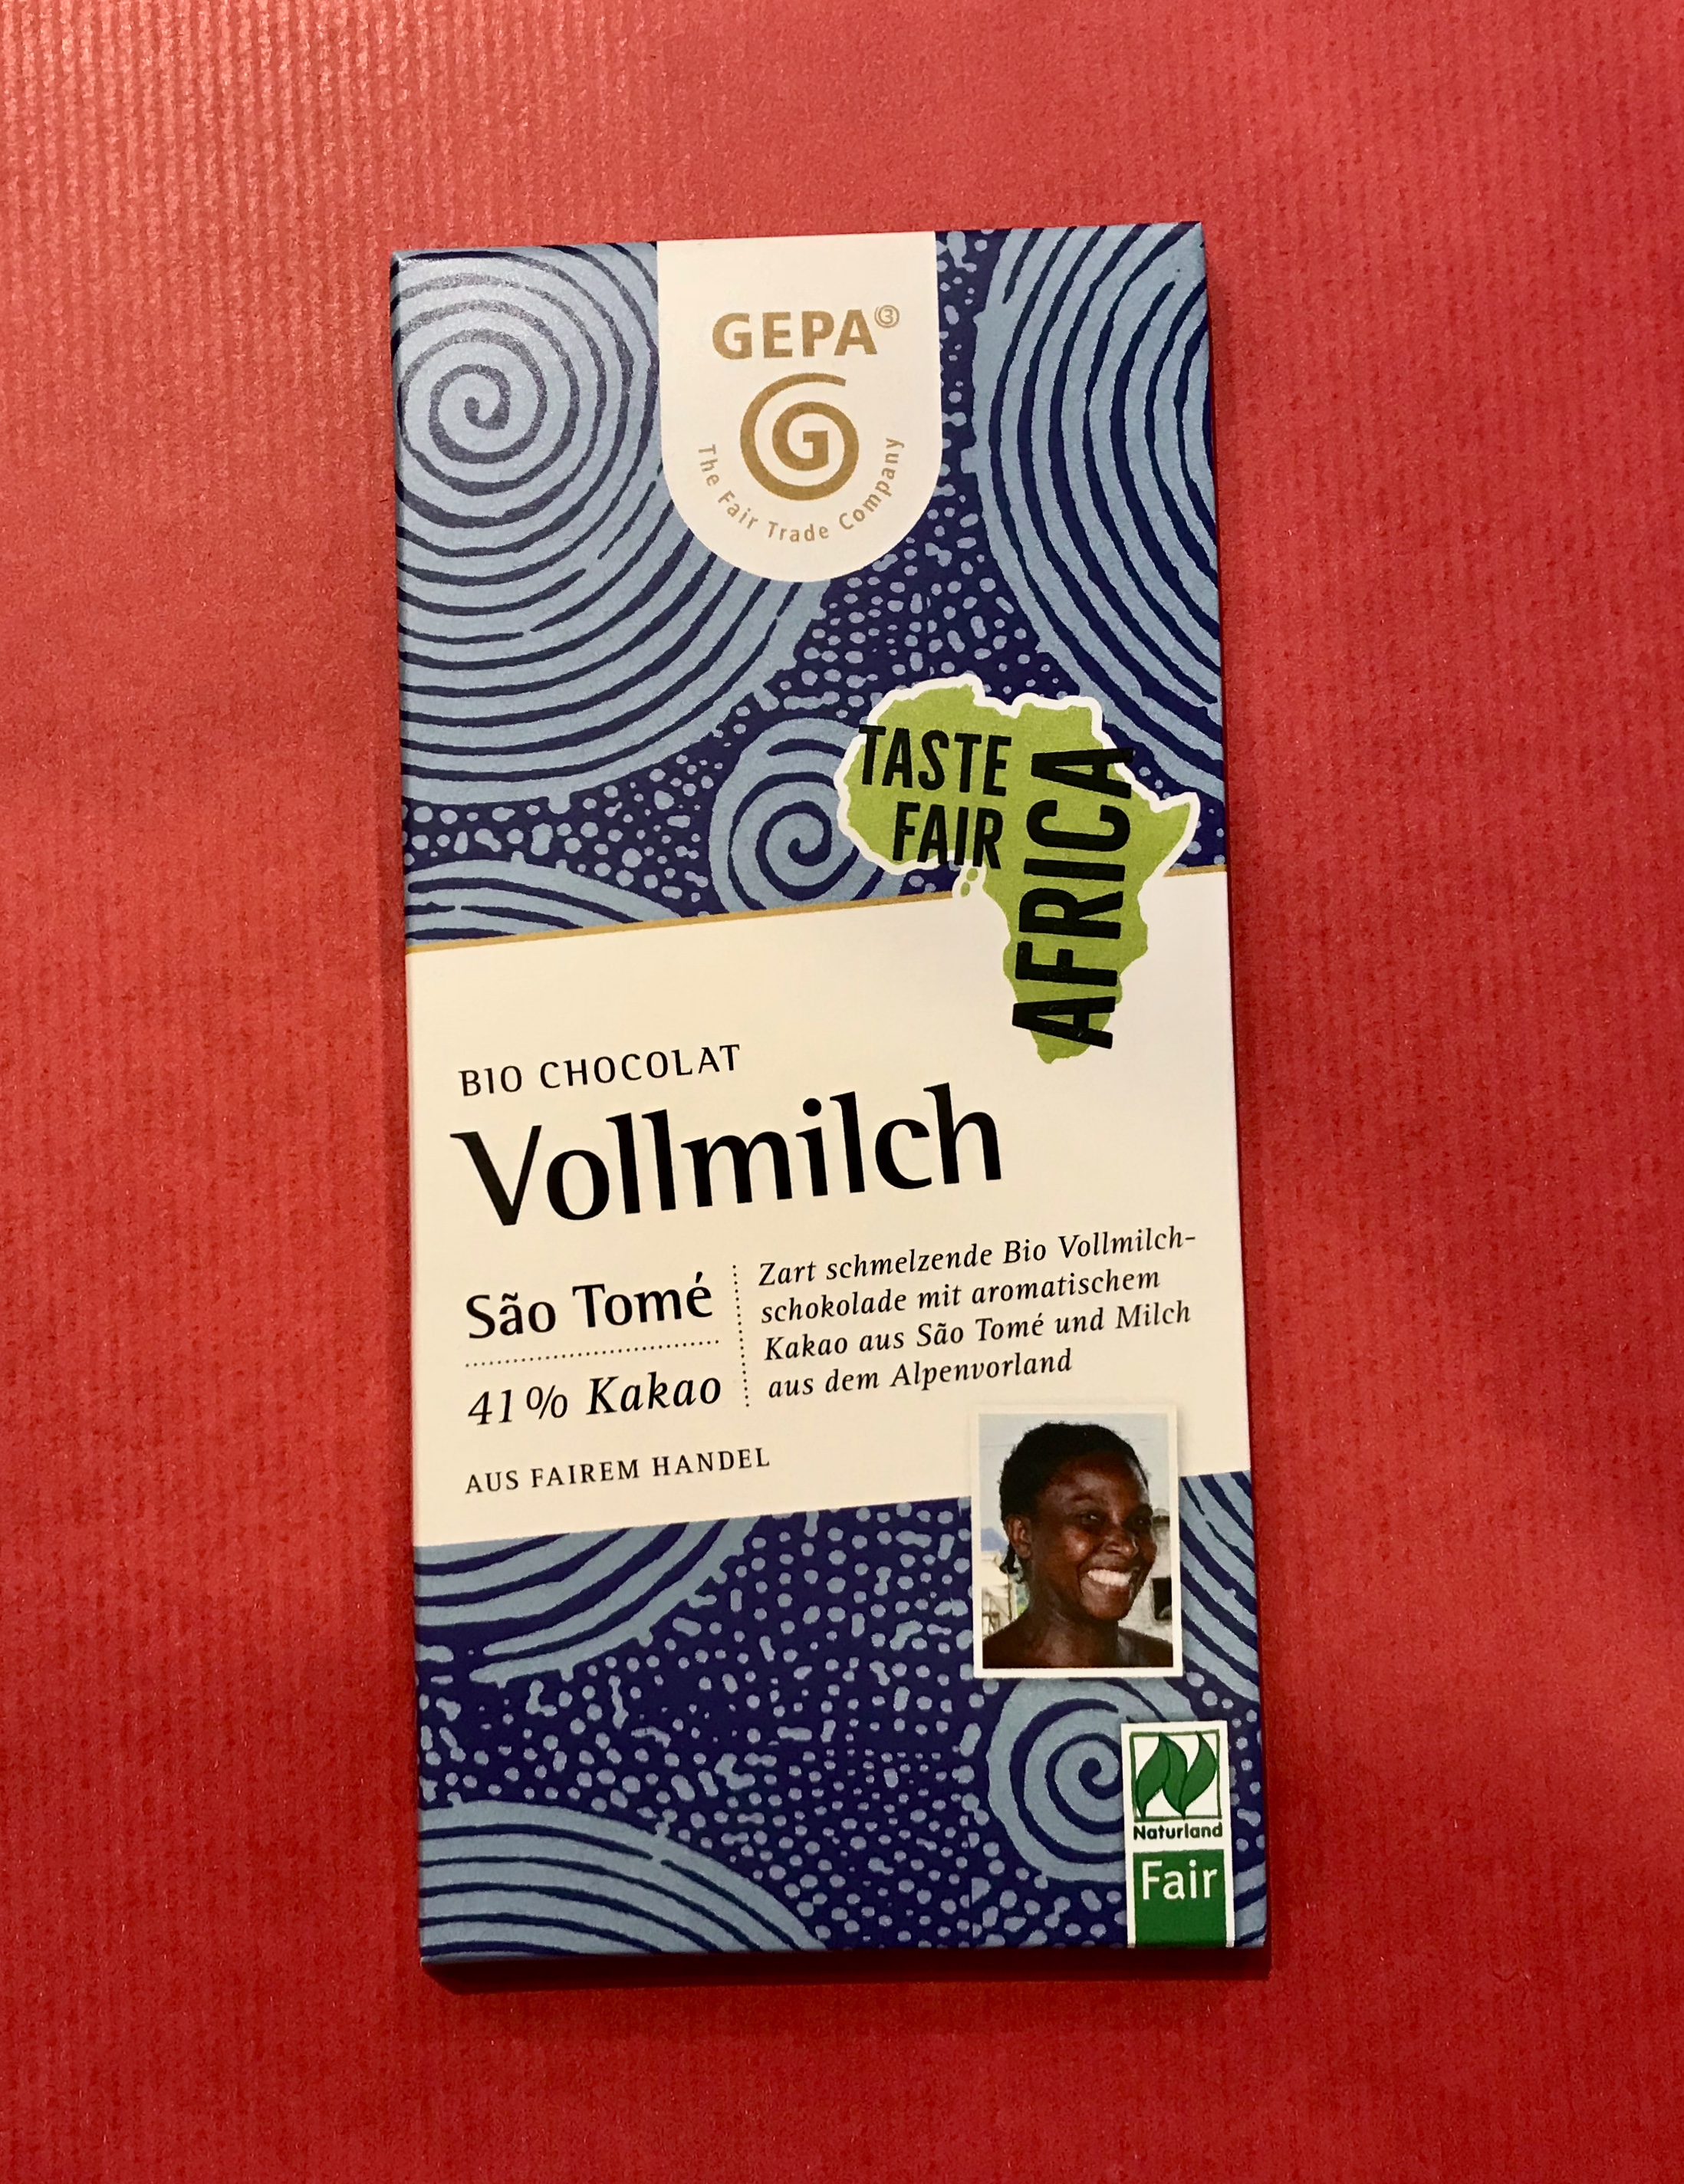 GEPA③
G
The Fair Trade Company
TASTE
FAIR
AFRICA
BIO CHOCOLAT
Vollmilch
São Tomé
41% Kakao
Zart schmelzende Bio Vollmilch-
schokolade mit aromatischem
Kakao aus São Tomé und Milch
aus dem Alpenvorland
AUS FAIREM HANDEL
Naturland
Fair